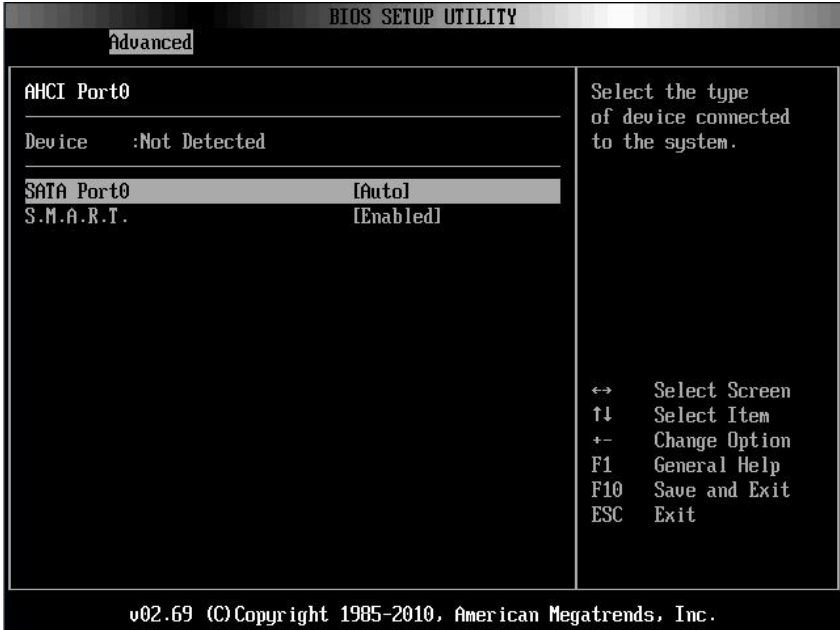 BIOS SETUP UTILITY
Advanced
AHCI Port0
Device :Not Detected
SATA Port0 [Auto]
S.M.A.R.T. [Enabled]
Select the type
of device connected
to the system.
↔ Select Screen
↑↓ Select Item
+- Change Option
F1 General Help
F10 Save and Exit
ESC Exit
v02.69 (C)Copyright 1985-2010, American Megatrends, Inc.